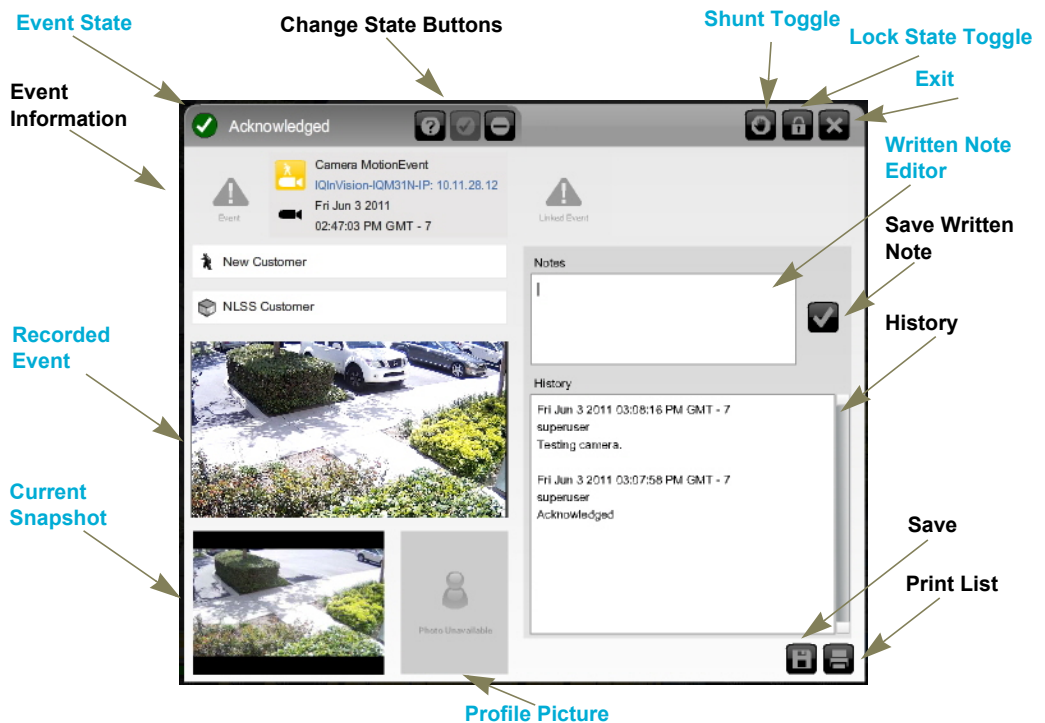 Event State
Change State Buttons
Shunt Toggle
Lock State Toggle
Exit
Event
Information
Acknowledged
Written Note
Editor
Camera MotionEvent
IQInVision-IQM31N-IP: 10.11.28.12
Fri Jun 3 2011
02:47:03 PM GMT - 7
Event
Linked Event
Save Written
Note
New Customer
Notes
NLSS Customer
History
Recorded
Event
History
Fri Jun 3 2011 03:08:16 PM GMT - 7
superuser
Testing camera.
Fri Jun 3 2011 03:07:58 PM GMT - 7
superuser
Acknowledged
Current
Snapshot
Save
Print List
Photo Unavailable
Profile Picture